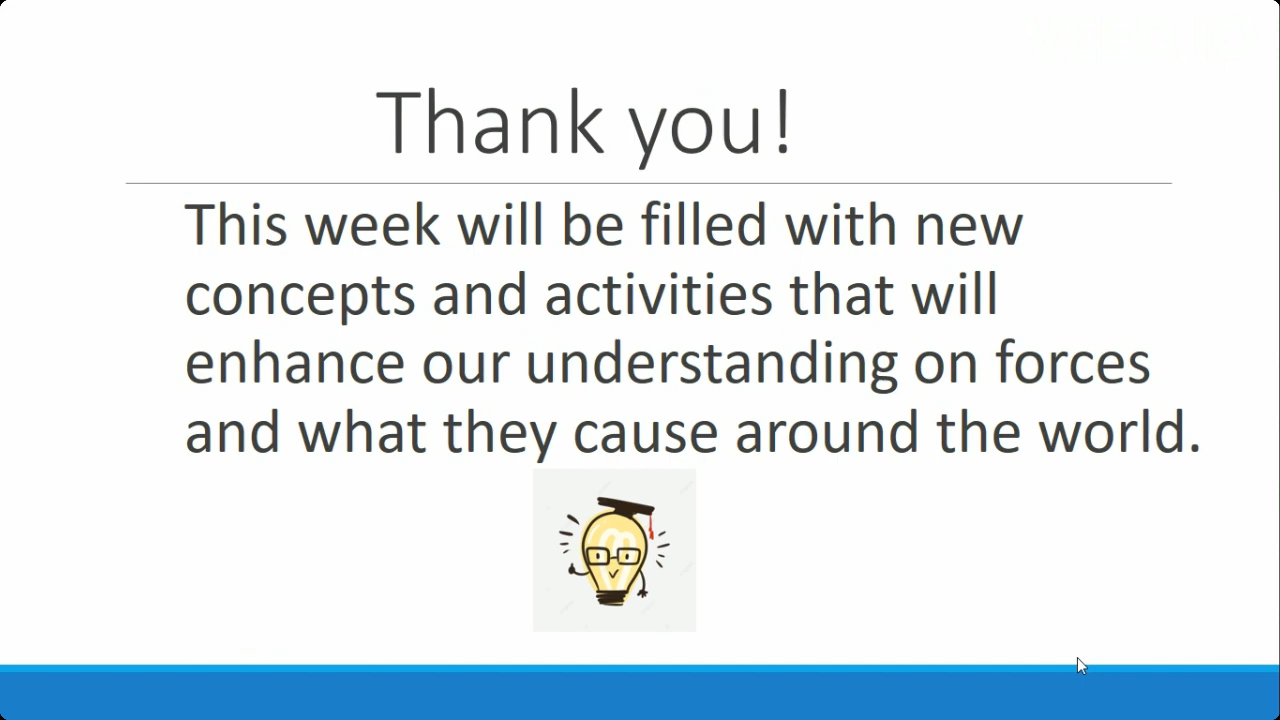 Thank you!
This week will be filled with new
concepts and activities that will
enhance our understanding on forces
and what they cause around the world.